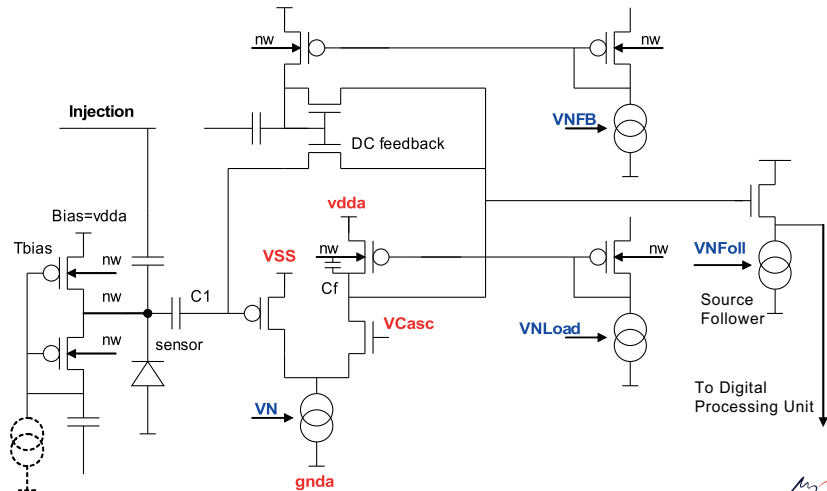 nw
nw
Injection
VNFB
DC feedback
Bias=vdda
vdda
Tbias
nw
VSS
nw
nw
VNFoll
nw
C1
Cf
Source
Follower
VCasc
VNLoad
nw
sensor
To Digital
Processing Unit
VN
gnda